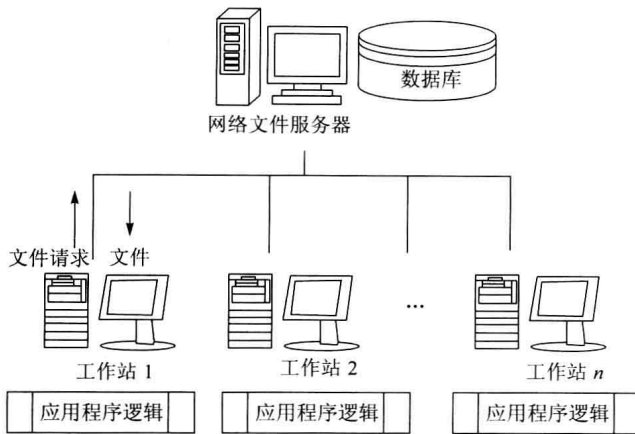 数据库
网络文件服务器
文件请求 文件
...
工作站 1 工作站 2 工作站 n
应用程序逻辑 应用程序逻辑 应用程序逻辑